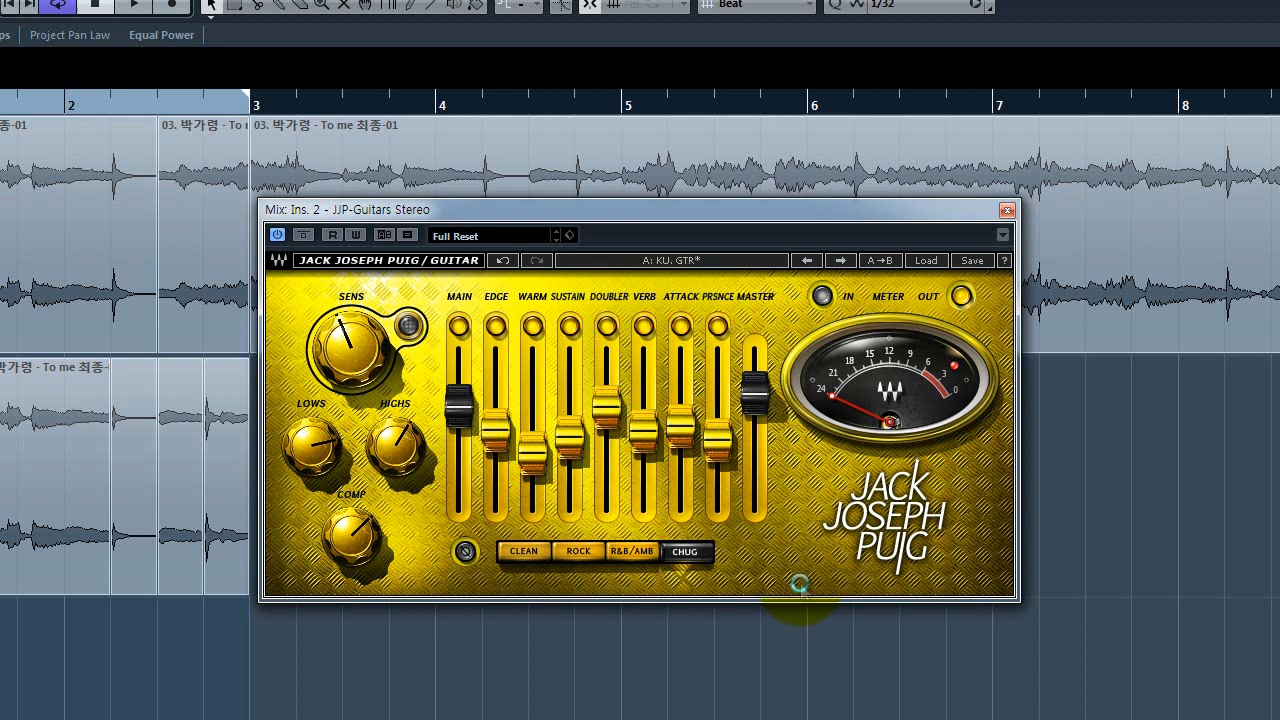 Beat
1/32
ps
Project Pan Law
Equal Power
2
3
4
5
6
7
8
종-01
03. 박가령 - To m
03. 박가령 - To me 최종-01
Mix: Ins. 2 - JJP-Guitars Stereo
R
W
AB
Full Reset
JACK JOSEPH PUIG / GUITAR
A: KU. GTR*
A→B
Load
Save
?
SENS
MAIN
EDGE
WARM
SUSTAIN
DOUBLER
VERB
ATTACK
PRSNCE
MASTER
IN
METER
OUT
24
21
18
15
12
9
6
3
0
LOWS
HIGHS
박가령 - To me 최종-
COMP
JACK
JOSEPH
PUIG
CLEAN
ROCK
R&B/AMB
CHUG